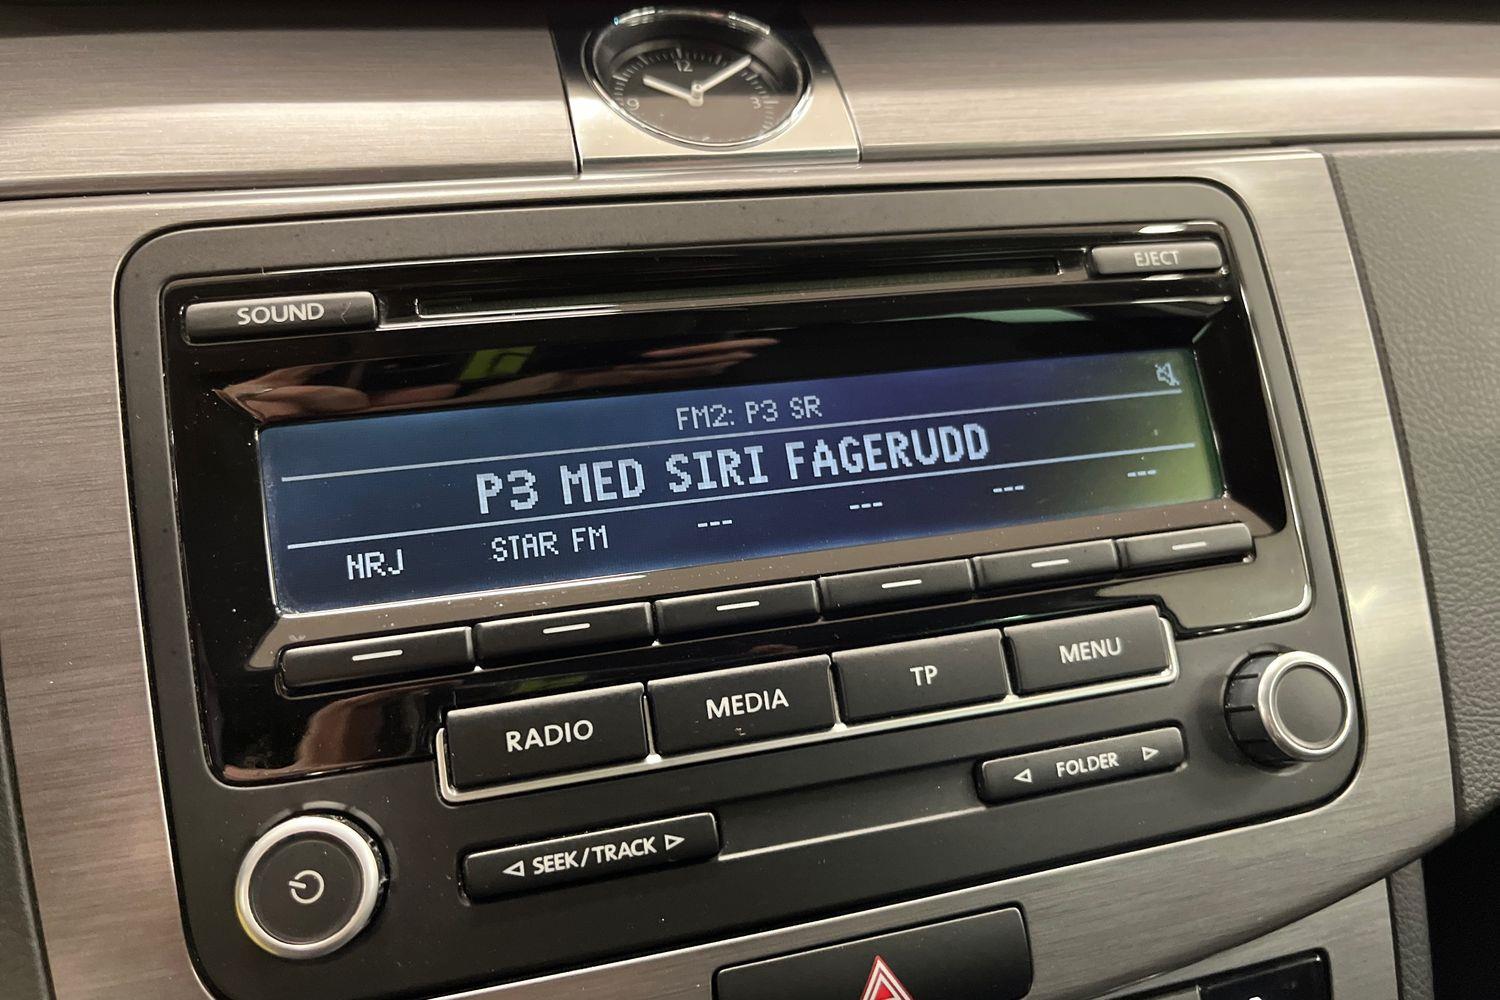 12
9
3
EJECT
SOUND
FM2: P3 SR
P3 MED SIRI FAGERUDD
NRJ STAR FM --- --- --- ---
RADIO MEDIA TP MENU
FOLDER
SEEK/TRACK